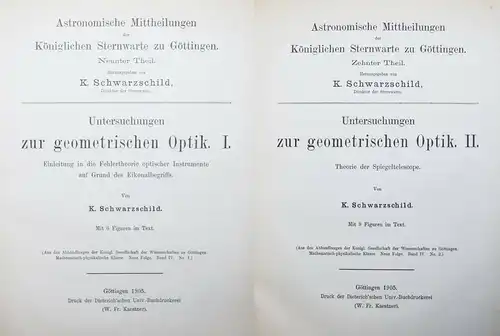 Astronomische Mittheilungen
der
Königlichen Sternwarte zu Göttingen.
Neunter Theil.
Herausgegeben von
K. Schwarzschild,
Direktor der Sternwarte.
Untersuchungen
zur geometrischen Optik. I.
Einleitung in die Fehlertheorie optischer Instrumente
auf Grund des Eikonalbegriffs.
Von
K. Schwarzschild.
Mit 9 Figuren im Text.
(Aus den Abhandlungen der Königl. Gesellschaft der Wissenschaften zu Göttingen.
Mathematisch-physikalische Klasse. Neue Folge. Band IV. No. 1.)
Göttingen 1905.
Druck der Dieterich'schen Univ.-Buchdruckerei
(W. Fr. Kaestner).
Astronomische Mittheilungen
der
Königlichen Sternwarte zu Göttingen.
Zehnter Theil.
Herausgegeben von
K. Schwarzschild,
Direktor der Sternwarte.
Untersuchungen
zur geometrischen Optik. II.
Theorie der Spiegeltelescope.
Von
K. Schwarzschild.
Mit 9 Figuren im Text.
(Aus den Abhandlungen der Königl. Gesellschaft der Wissenschaften zu Göttingen.
Mathematisch-physikalische Klasse. Neue Folge. Band IV. No. 2.)
Göttingen 1905.
Druck der Dieterich'schen Univ.-Buchdruckerei
(W. Fr. Kaestner).